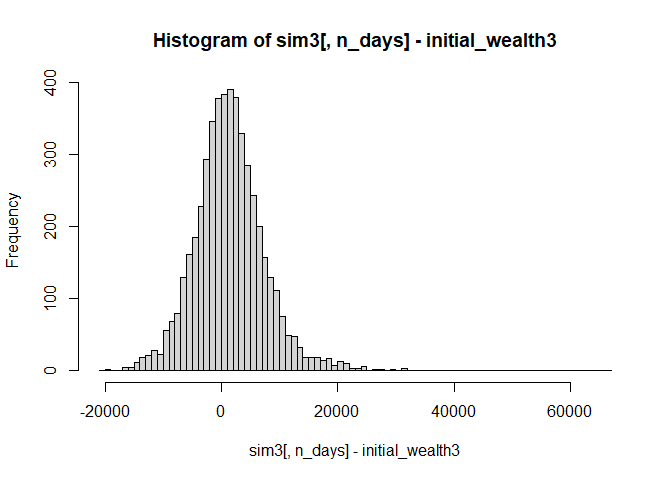 Histogram of sim3[, n_days] - initial_wealth3
Frequency
400
300
200
100
0
-20000 0 20000 40000 60000
sim3[, n_days] - initial_wealth3